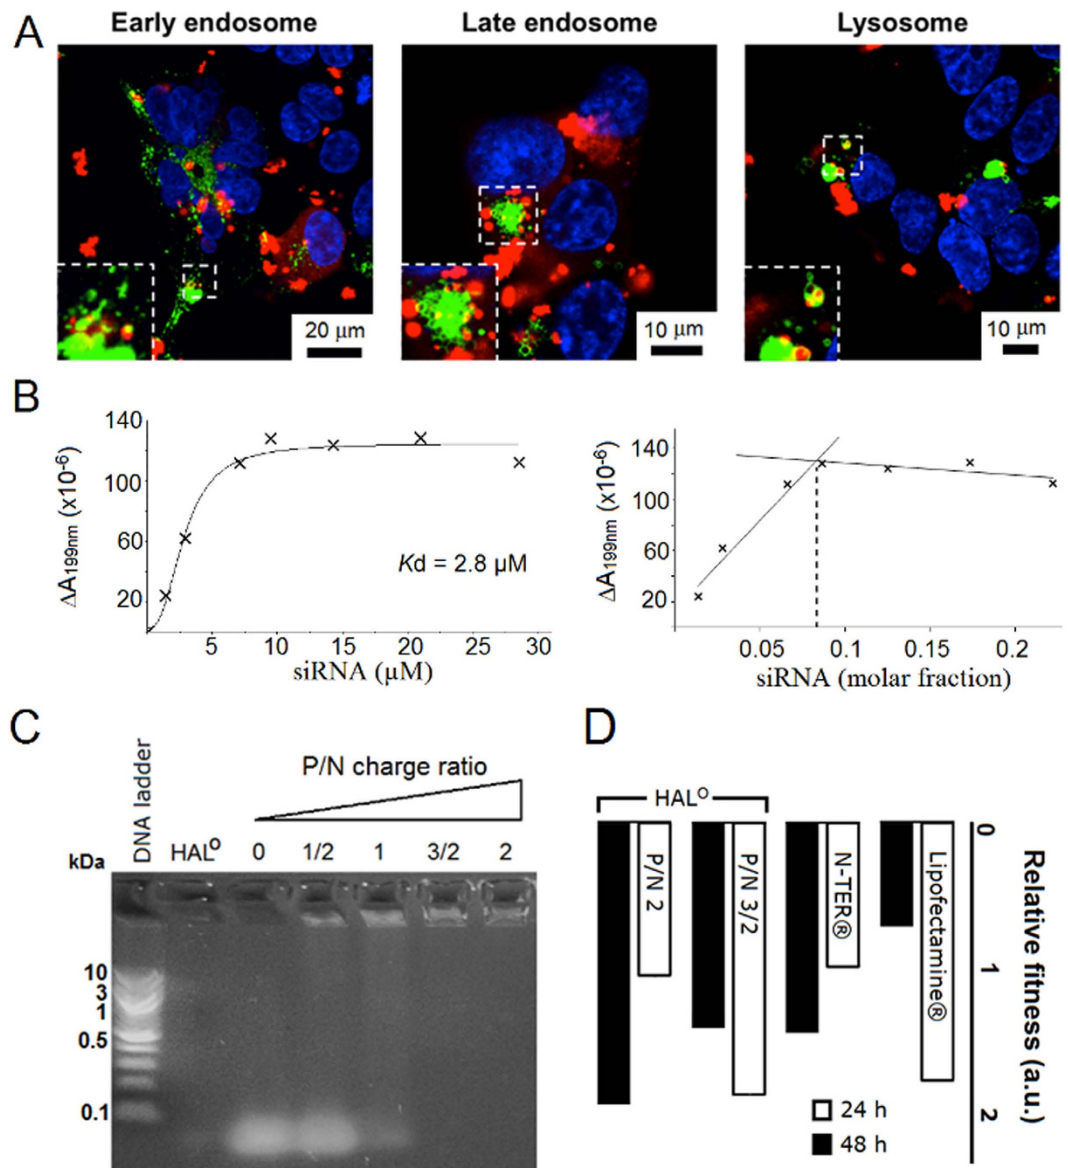 A
Early endosome
Late endosome
Lysosome
20 µm
10 µm
10 µm
B
140
100
60
20
ΔA199nm (x10-6)
Kd = 2.8 µM
5
10
15
20
25
30
siRNA (µM)
140
100
60
20
ΔA199nm (x10-6)
0.05
0.1
0.15
0.2
siRNA (molar fraction)
C
DNA ladder
P/N charge ratio
kDa
HALO
0
1/2
1
3/2
2
10
3
1
0.5
0.1
D
HALO
P/N 2
P/N 3/2
N-TER®
Lipofectamine®
0
1
2
Relative fitness (a.u.)
24 h
48 h